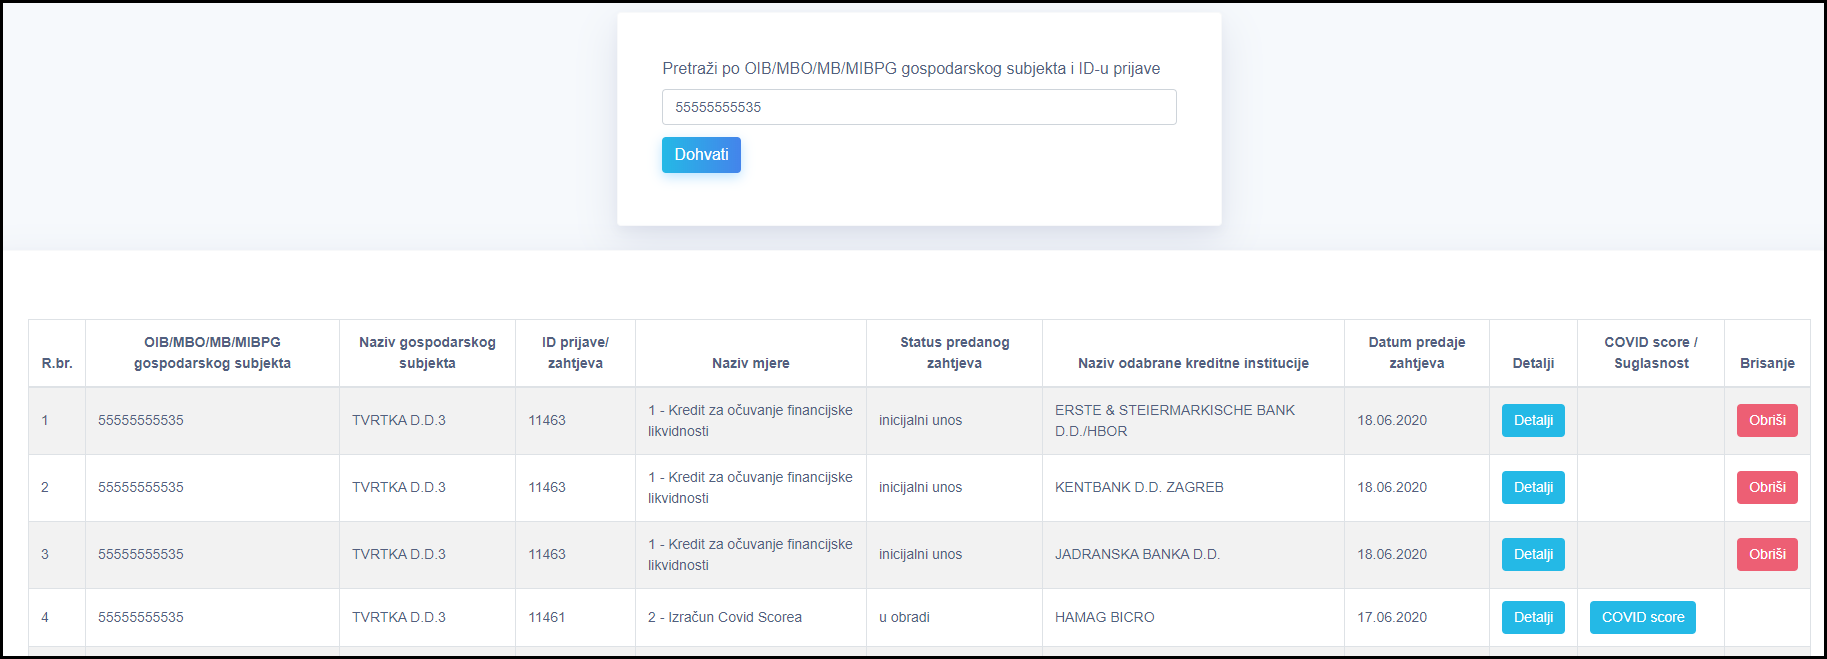 Pretraži po OIB/MBO/MB/MIBPG gospodarskog subjekta i ID-u prijave
55555555535
Dohvati
R.br.
OIB/MBO/MB/MIBPG
gospodarskog subjekta
Naziv gospodarskog
subjekta
ID prijave/
zahtjeva
Naziv mjere
Status predanog
zahtjeva
Naziv odabrane kreditne institucije
Datum predaje
zahtjeva
Detalji
COVID score /
Suglasnost
Brisanje
1
55555555535
TVRTKA D.D.3
11463
1 - Kredit za očuvanje financijske
likvidnosti
inicijalni unos
ERSTE & STEIERMARKISCHE BANK
D.D./HBOR
18.06.2020
Detalji
Obriši
2
55555555535
TVRTKA D.D.3
11463
1 - Kredit za očuvanje financijske
likvidnosti
inicijalni unos
KENTBANK D.D. ZAGREB
18.06.2020
Detalji
Obriši
3
55555555535
TVRTKA D.D.3
11463
1 - Kredit za očuvanje financijske
likvidnosti
inicijalni unos
JADRANSKA BANKA D.D.
18.06.2020
Detalji
Obriši
4
55555555535
TVRTKA D.D.3
11461
2 - Izračun Covid Scorea
u obradi
HAMAG BICRO
17.06.2020
Detalji
COVID score